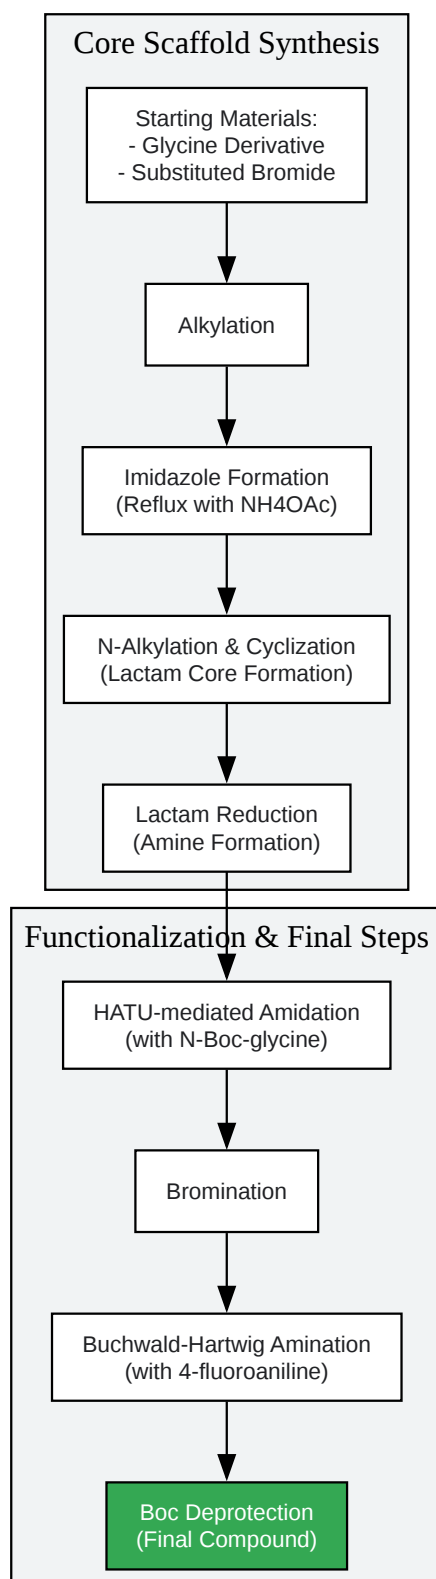 Core Scaffold Synthesis
Starting Materials:
- Glycine Derivative
- Substituted Bromide
Alkylation
Imidazole Formation
(Reflux with NH4OAc)
N-Alkylation & Cyclization
(Lactam Core Formation)
Lactam Reduction
(Amine Formation)
Functionalization & Final Steps
HATU-mediated Amidation
(with N-Boc-glycine)
Bromination
Buchwald-Hartwig Amination
(with 4-fluoroaniline)
Boc Deprotection
(Final Compound)